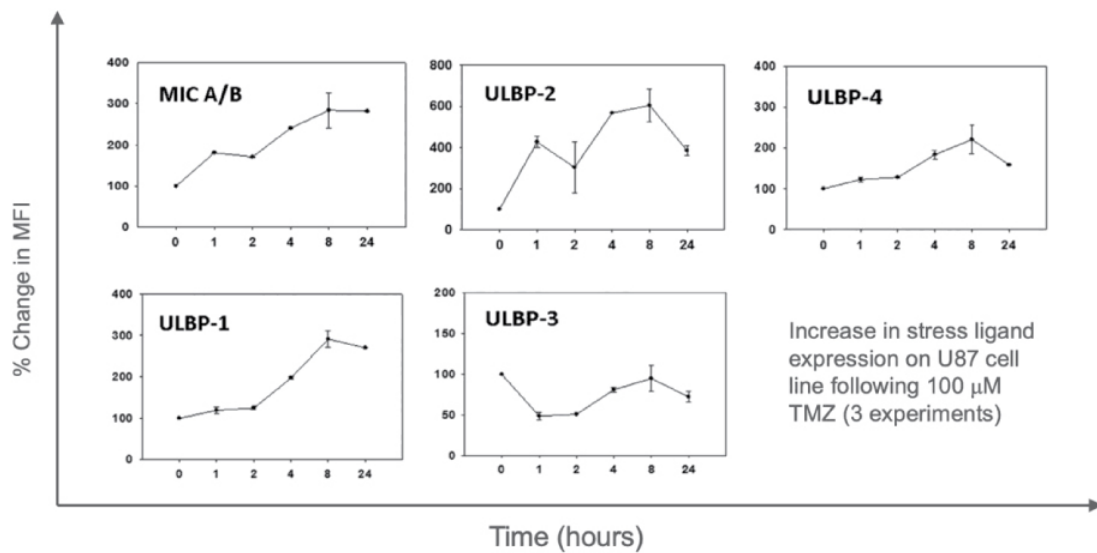 % Change in MFI
MIC A/B
400
300
200
100
0
0 1 2 4 8 24
ULBP-2
800
600
400
200
0
0 1 2 4 8 24
ULBP-4
400
300
200
100
0
0 1 2 4 8 24
ULBP-1
400
300
200
100
0
0 1 2 4 8 24
ULBP-3
200
150
100
50
0
0 1 2 4 8 24
Increase in stress ligand
expression on U87 cell
line following 100 μM
TMZ (3 experiments)
Time (hours)